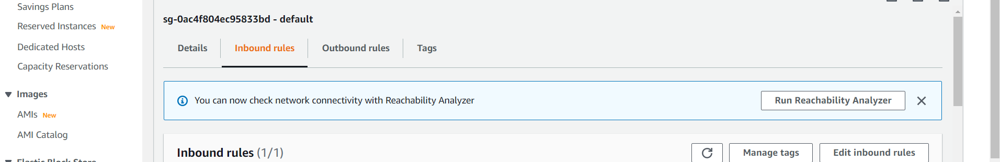 Savings Plans
Reserved Instances New
Dedicated Hosts
Capacity Reservations
Images
AMIs New
AMI Catalog
Elastic Block Store
sg-0ac4f804ec95833bd - default
Details Inbound rules Outbound rules Tags
You can now check network connectivity with Reachability Analyzer Run Reachability Analyzer
Inbound rules (1/1) Manage tags Edit inbound rules